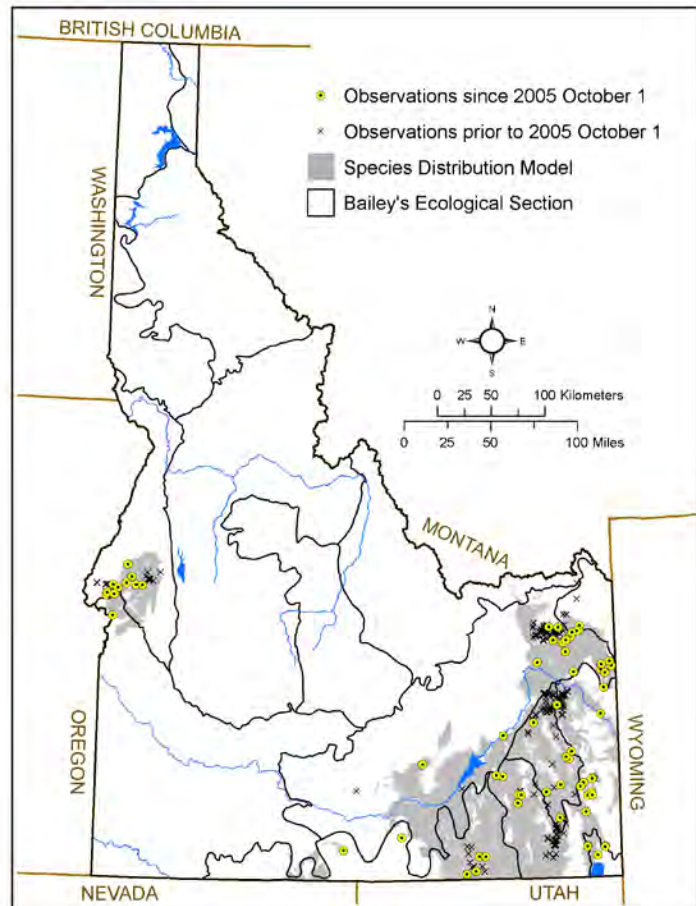 BRITISH COLUMBIA
Observations since 2005 October 1
Observations prior to 2005 October 1
Species Distribution Model
Bailey's Ecological Section
WASHINGTON
N
W E
S
0 25 50 100 Kilometers
0 25 50 100 Miles
MONTANA
OREGON
WYOMING
NEVADA
UTAH